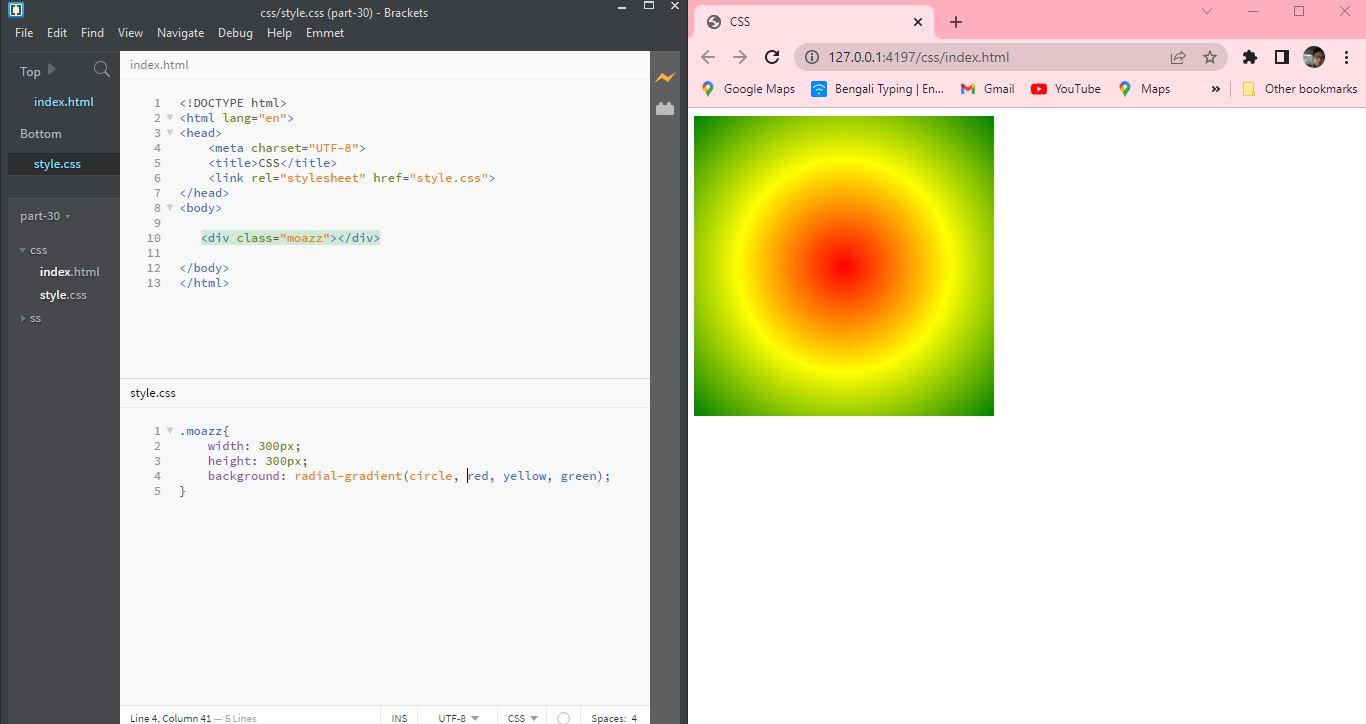 css/style.css (part-30) - Brackets
File Edit Find View Navigate Debug Help Emmet
Top
index.html
Bottom
style.css
part-30
css
index.html
style.css
ss
index.html
1 <!DOCTYPE html>
2 <html lang="en">
3 <head>
4 <meta charset="UTF-8">
5 <title>CSS</title>
6 <link rel="stylesheet" href="style.css">
7 </head>
8 <body>
9
10 <div class="moazz"></div>
11
12 </body>
13 </html>
style.css
1 .moazz{
2 width: 300px;
3 height: 300px;
4 background: radial-gradient(circle, red, yellow, green);
5 }
Line 4, Column 41 — 5 Lines INS UTF-8 CSS Spaces: 4
CSS
127.0.0.1:4197/css/index.html
Google Maps Bengali Typing | En... Gmail YouTube Maps » Other bookmarks